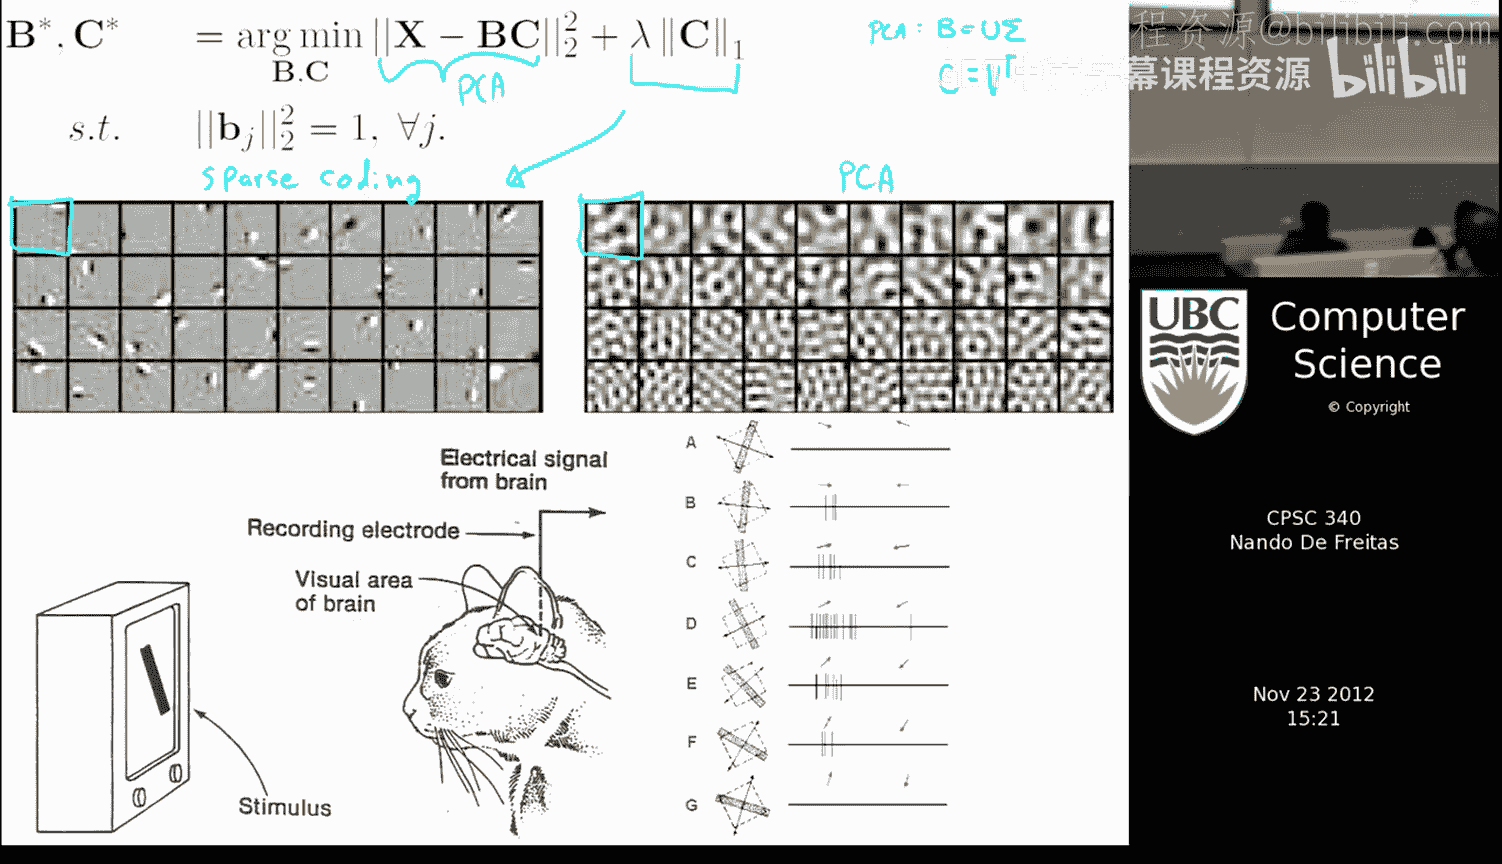 B*, C* = arg min ||X − BC||₂² + λ ||C||₁
B.C
PCA
PCA: B = UΣ
C = Vᵀ
s.t. ||b_j||₂² = 1, ∀j.
程资源@bilibili.com
幕课程资源 bilibili
sparse coding
PCA
Electrical signal
from brain
Recording electrode
Visual area
of brain
Stimulus
A
B
C
D
E
F
G
UBC
Computer
Science
© Copyright
CPSC 340
Nando De Freitas
Nov 23 2012
15:21